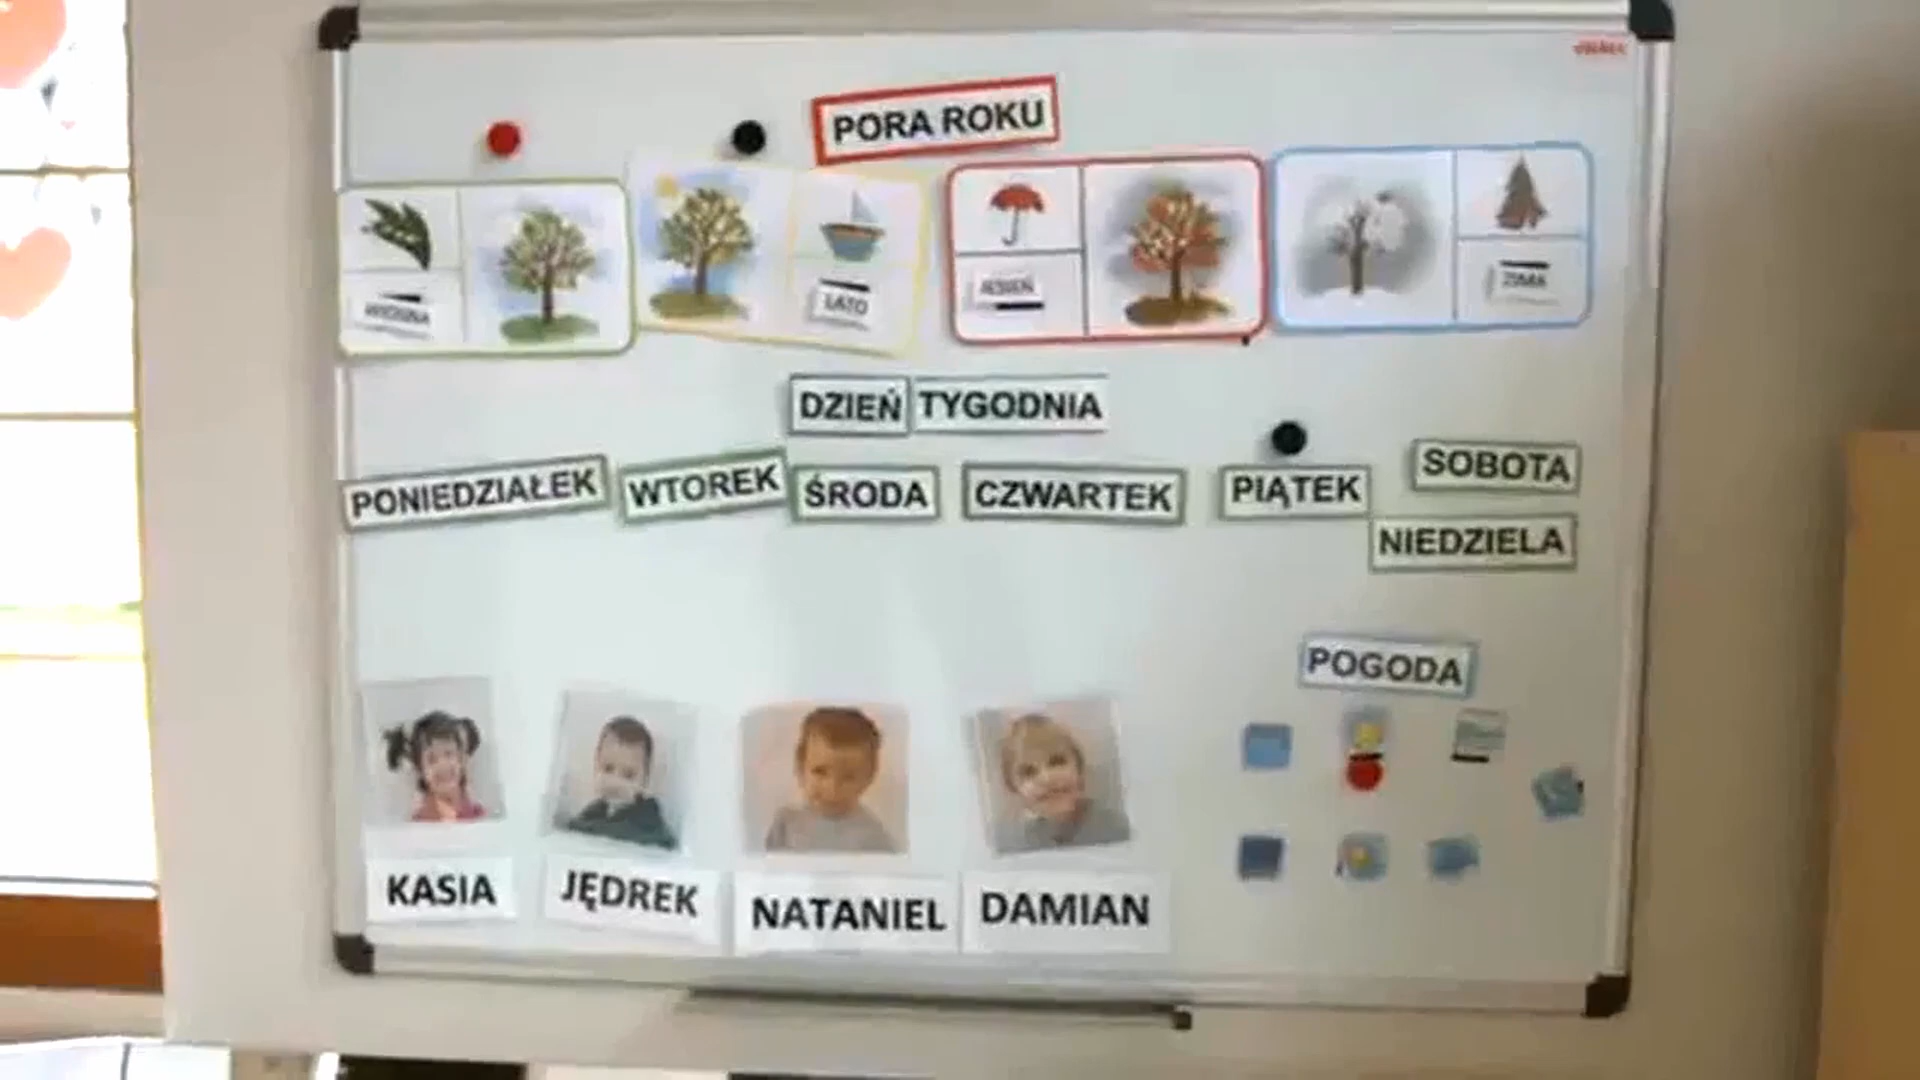 PORA ROKU
WIOSNA
LATO
JESIEŃ
ZIMA
DZIEŃ TYGODNIA
PONIEDZIAŁEK WTOREK ŚRODA CZWARTEK PIĄTEK SOBOTA
NIEDZIELA
POGODA
KASIA JĘDREK NATANIEL DAMIAN